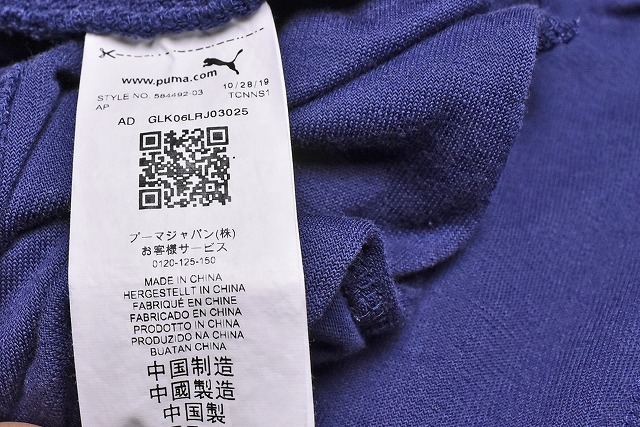 www.puma.com
10/28/19
STYLE NO. 584492-03 TCNNS1
AP
AD GLK06LRJ03025
プーマジャパン(株)
お客様サービス
0120-125-150
MADE IN CHINA
HERGESTELLT IN CHINA
FABRIQUÉ EN CHINE
FABRICADO EN CHINA
PRODOTTO IN CHINA
PRODUZIDO NA CHINA
BUATAN CHINA
中国制造
中國製造
中国製